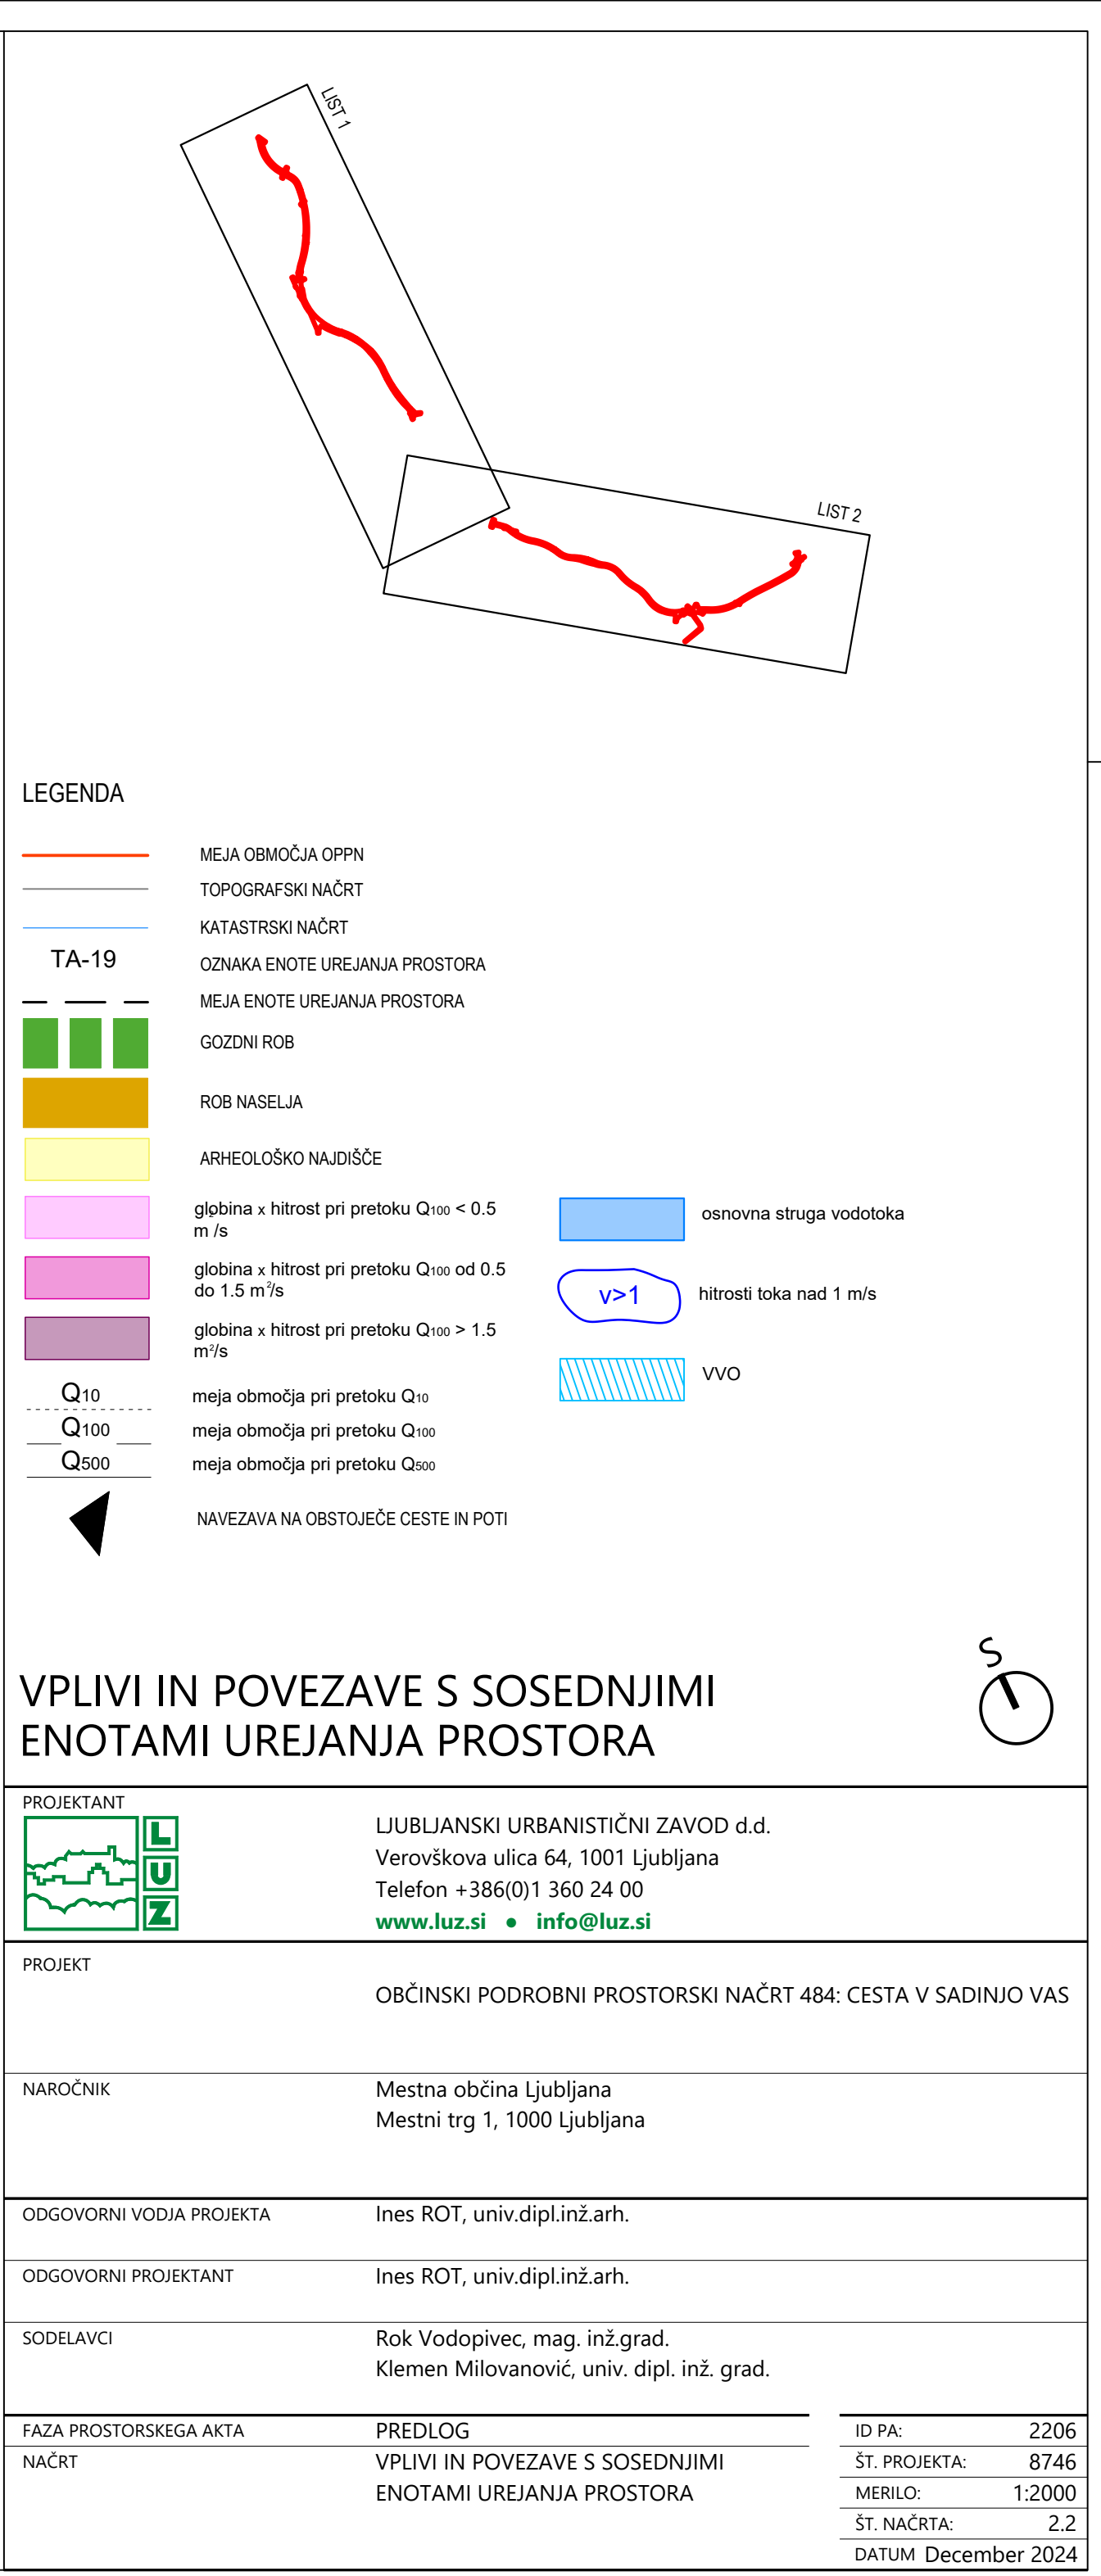 LIST 1
LIST 2
LEGENDA
MEJA OBMOČJA OPPN
TOPOGRAFSKI NAČRT
KATASTRSKI NAČRT
TA-19
OZNAKA ENOTE UREJANJA PROSTORA
MEJA ENOTE UREJANJA PROSTORA
GOZDNI ROB
ROB NASELJA
ARHEOLOŠKO NAJDIŠČE
globina x hitrost pri pretoku Q100 < 0.5
m²/s
globina x hitrost pri pretoku Q100 od 0.5
do 1.5 m²/s
globina x hitrost pri pretoku Q100 > 1.5
m²/s
osnovna struga vodotoka
v>1
hitrosti toka nad 1 m/s
VVO
Q10
meja območja pri pretoku Q10
Q100
meja območja pri pretoku Q100
Q500
meja območja pri pretoku Q500
NAVEZAVA NA OBSTOJEČE CESTE IN POTI
S
VPLIVI IN POVEZAVE S SOSEDNJIMI
ENOTAMI UREJANJA PROSTORA
PROJEKTANT
L
U
Z
LJUBLJANSKI URBANISTIČNI ZAVOD d.d.
Verovškova ulica 64, 1001 Ljubljana
Telefon +386(0)1 360 24 00
www.luz.si ● info@luz.si
PROJEKT
OBČINSKI PODROBNI PROSTORSKI NAČRT 484: CESTA V SADINJO VAS
NAROČNIK
Mestna občina Ljubljana
Mestni trg 1, 1000 Ljubljana
ODGOVORNI VODJA PROJEKTA
Ines ROT, univ.dipl.inž.arh.
ODGOVORNI PROJEKTANT
Ines ROT, univ.dipl.inž.arh.
SODELAVCI
Rok Vodopivec, mag. inž.grad.
Klemen Milovanović, univ. dipl. inž. grad.
FAZA PROSTORSKEGA AKTA
PREDLOG
NAČRT
VPLIVI IN POVEZAVE S SOSEDNJIMI
ENOTAMI UREJANJA PROSTORA
ID PA: 2206
ŠT. PROJEKTA: 8746
MERILO: 1:2000
ŠT. NAČRTA: 2.2
DATUM December 2024